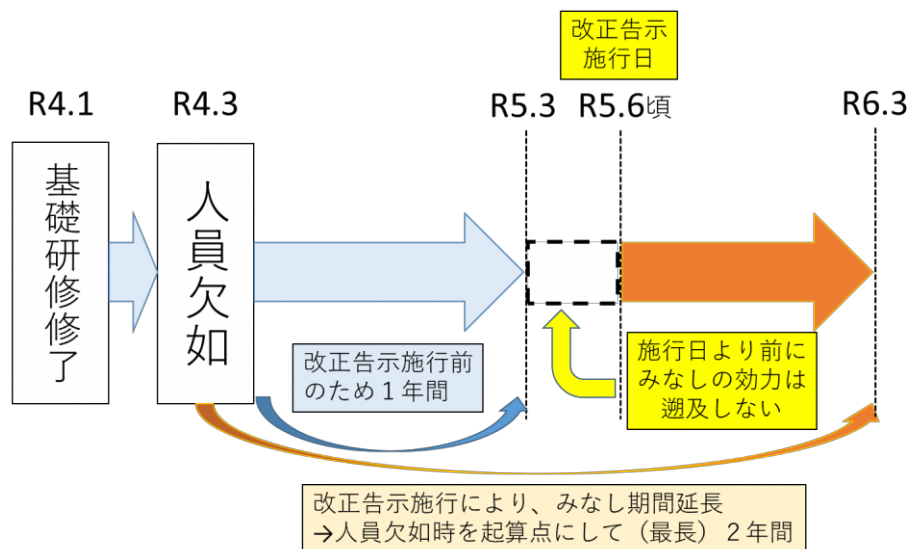 改正告示
施行日
R4.1
R4.3
R5.3
R5.6頃
R6.3
基礎研修修了
人員欠如
改正告示施行前
のため１年間
施行日より前に
みなしの効力は
遡及しない
改正告示施行により、みなし期間延長
→人員欠如時を起算点にして（最長）２年間